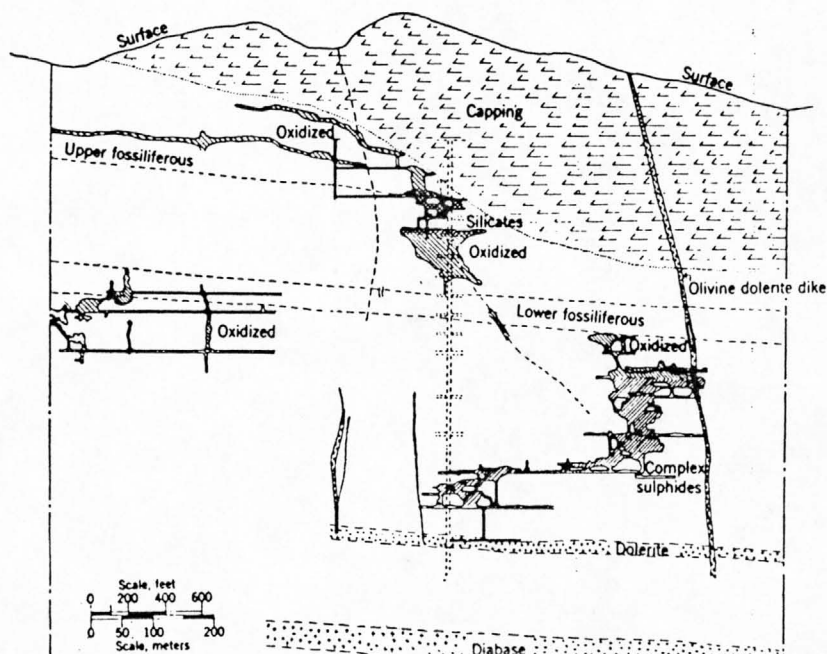 Surface
Surface
Capping
Oxidized
Upper fossiliferous
Silicates
Oxidized
Olivine dolerite dike
Lower fossiliferous
Oxidized
Oxidized
Complex
sulphides
Dolerite
Scale, feet
0 200 400 600
0 50 100 200
Scale, meters
Diabase